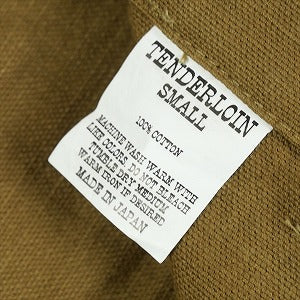 TENDERLOIN
SMALL
100% COTTON
MACHINE WASH WARM WITH
LIKE COLORS. DO NOT BLEACH
TUMBLE DRY MEDIUM.
WARM IRON IF DESIRED
MADE IN JAPAN